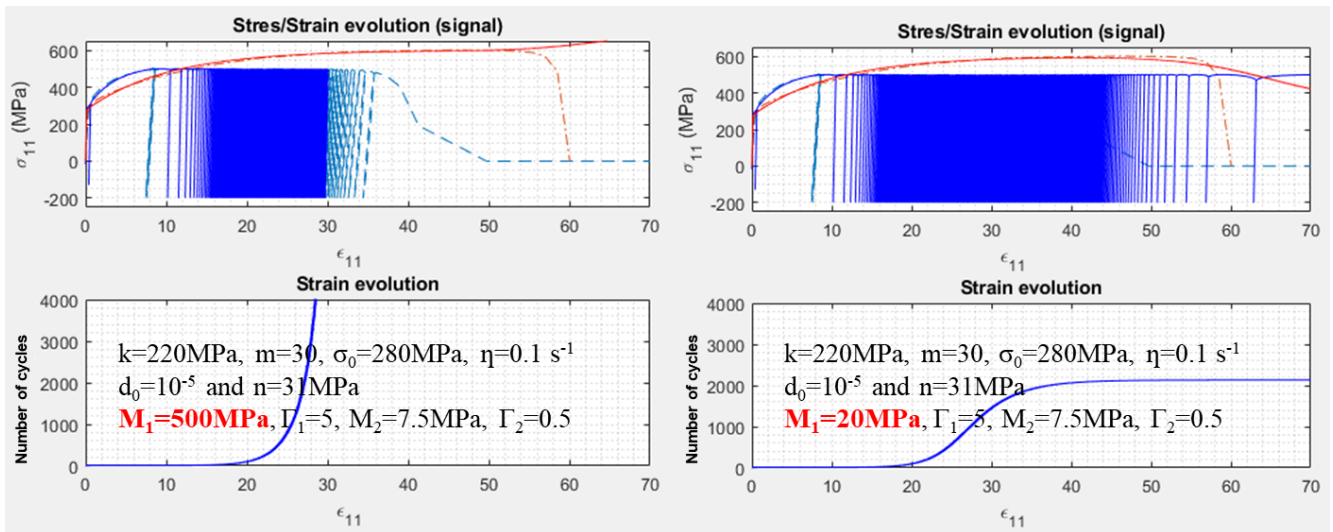 Stres/Strain evolution (signal)
600
400
200
0
-200
σ11 (MPa)
0 10 20 30 40 50 60 70
ϵ11
Strain evolution
4000
3000
2000
1000
0
Number of cycles
k=220MPa, m=30, σ0=280MPa, η=0.1 s-1
d0=10-5 and n=31MPa
M1=500MPa, Γ1=5, M2=7.5MPa, Γ2=0.5
0 10 20 30 40 50 60 70
ϵ11
Stres/Strain evolution (signal)
600
400
200
0
-200
σ11 (MPa)
0 10 20 30 40 50 60 70
ϵ11
Strain evolution
4000
3000
2000
1000
0
Number of cycles
k=220MPa, m=30, σ0=280MPa, η=0.1 s-1
d0=10-5 and n=31MPa
M1=20MPa, Γ1=5, M2=7.5MPa, Γ2=0.5
0 10 20 30 40 50 60 70
ϵ11